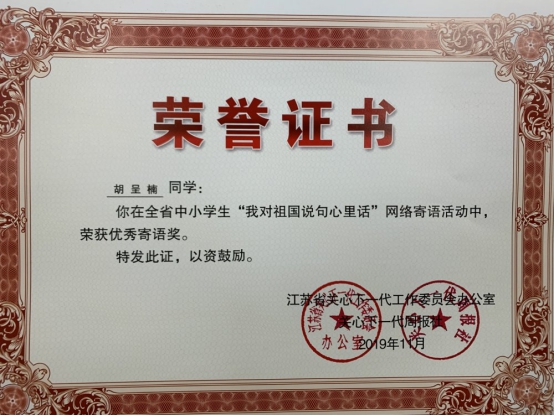 荣誉证书
胡呈楠 同学：
你在全省中小学生“我对祖国说句心里话”网络寄语活动中，
荣获优秀寄语奖。
特发此证，以资鼓励。
江苏省关心下一代工作委员会办公室
关心下一代周报社
2019年11月
办公室